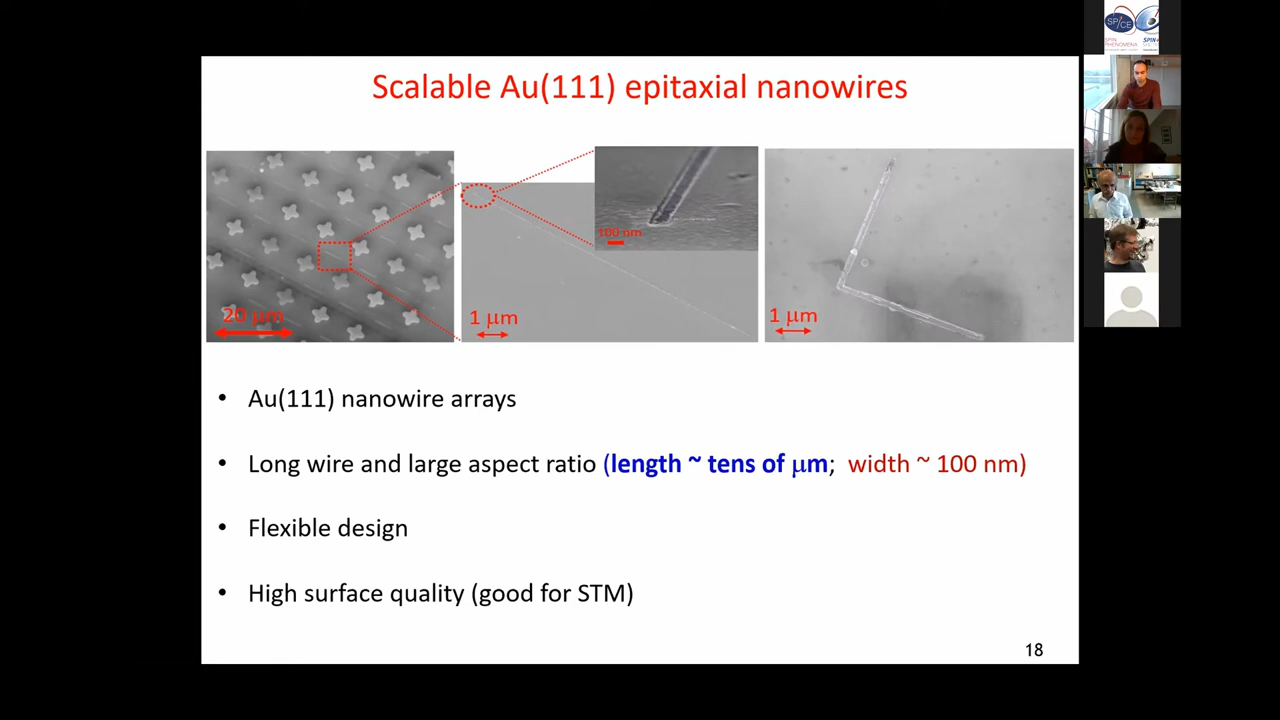 Scalable Au(111) epitaxial nanowires
20 μm
1 μm
100 nm
1 μm
• Au(111) nanowire arrays
• Long wire and large aspect ratio (length ~ tens of μm; width ~ 100 nm)
• Flexible design
• High surface quality (good for STM)
18
SPICE
SPIN